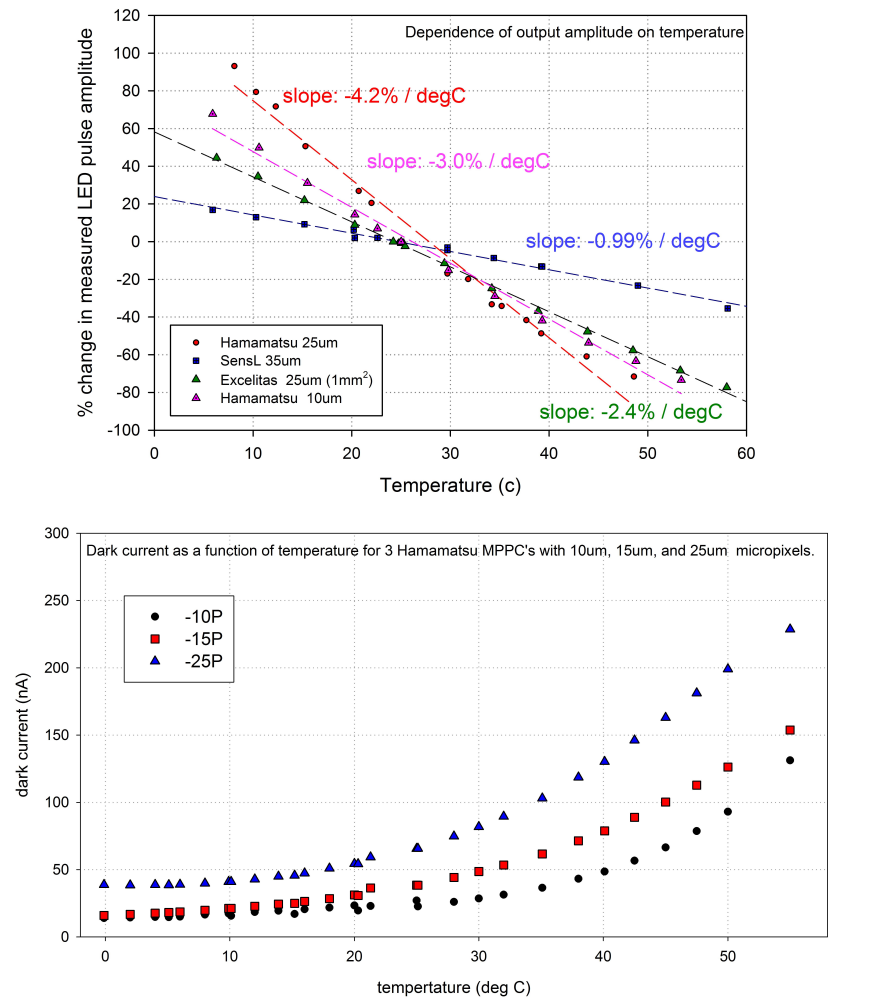 Dependence of output amplitude on temperature
% change in measured LED pulse amplitude
120
100
80
60
40
20
0
-20
-40
-60
-80
-100
slope: -4.2% / degC
slope: -3.0% / degC
slope: -0.99% / degC
slope: -2.4% / degC
Hamamatsu 25um
SensL 35um
Excelitas 25um (1mm²)
Hamamatsu 10um
0 10 20 30 40 50 60
Temperature (c)
Dark current as a function of temperature for 3 Hamamatsu MPPC's with 10um, 15um, and 25um micropixels.
dark current (nA)
300
250
200
150
100
50
0
-10P
-15P
-25P
0 10 20 30 40 50
tempertature (deg C)